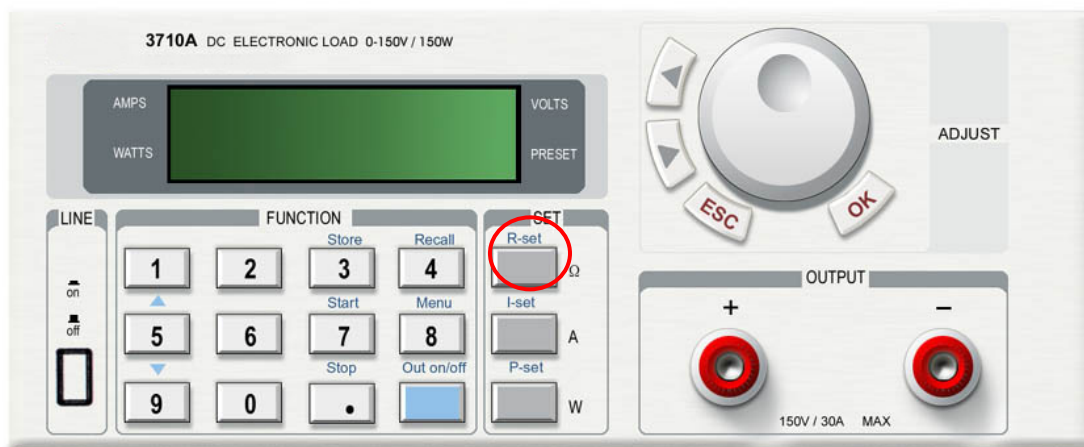 3710A DC ELECTRONIC LOAD 0-150V / 150W
AMPS
VOLTS
WATTS
PRESET
ADJUST
ESC
OK
LINE
FUNCTION
SET
Store
Recall
R-set
1
2
3
4
Ω
on
Start
Menu
I-set
off
5
6
7
8
A
Stop
Out on/off
P-set
9
0
.
W
OUTPUT
+
−
150V / 30A MAX